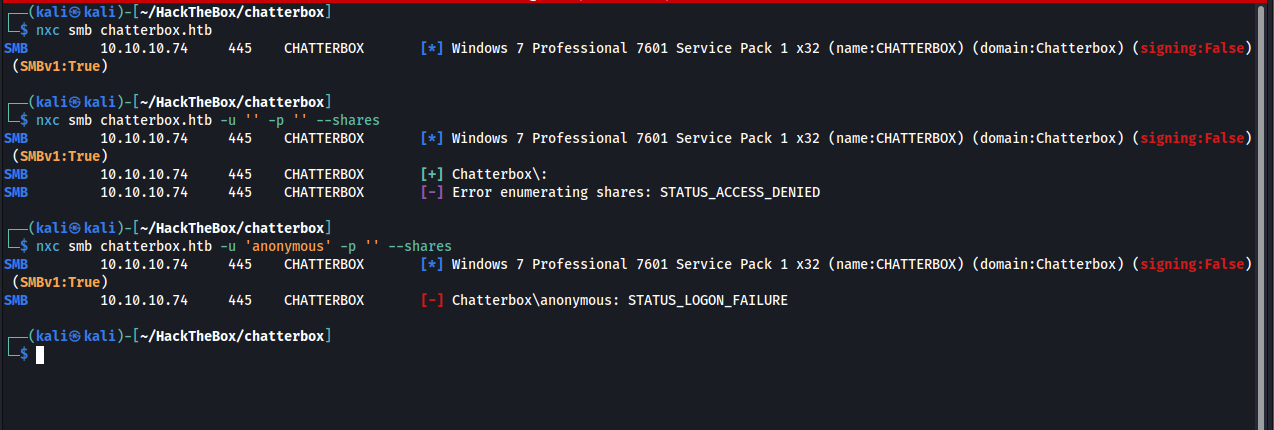 ┌──(kali㉿kali)-[~/HackTheBox/chatterbox]
└─$ nxc smb chatterbox.htb
SMB         10.10.10.74     445    CHATTERBOX       [*] Windows 7 Professional 7601 Service Pack 1 x32 (name:CHATTERBOX) (domain:Chatterbox) (signing:False)
 (SMBv1:True)
┌──(kali㉿kali)-[~/HackTheBox/chatterbox]
└─$ nxc smb chatterbox.htb -u '' -p '' --shares
SMB         10.10.10.74     445    CHATTERBOX       [*] Windows 7 Professional 7601 Service Pack 1 x32 (name:CHATTERBOX) (domain:Chatterbox) (signing:False)
 (SMBv1:True)
SMB         10.10.10.74     445    CHATTERBOX       [+] Chatterbox\:
SMB         10.10.10.74     445    CHATTERBOX       [-] Error enumerating shares: STATUS_ACCESS_DENIED
┌──(kali㉿kali)-[~/HackTheBox/chatterbox]
└─$ nxc smb chatterbox.htb -u 'anonymous' -p '' --shares
SMB         10.10.10.74     445    CHATTERBOX       [*] Windows 7 Professional 7601 Service Pack 1 x32 (name:CHATTERBOX) (domain:Chatterbox) (signing:False)
 (SMBv1:True)
SMB         10.10.10.74     445    CHATTERBOX       [-] Chatterbox\anonymous: STATUS_LOGON_FAILURE
┌──(kali㉿kali)-[~/HackTheBox/chatterbox]
└─$